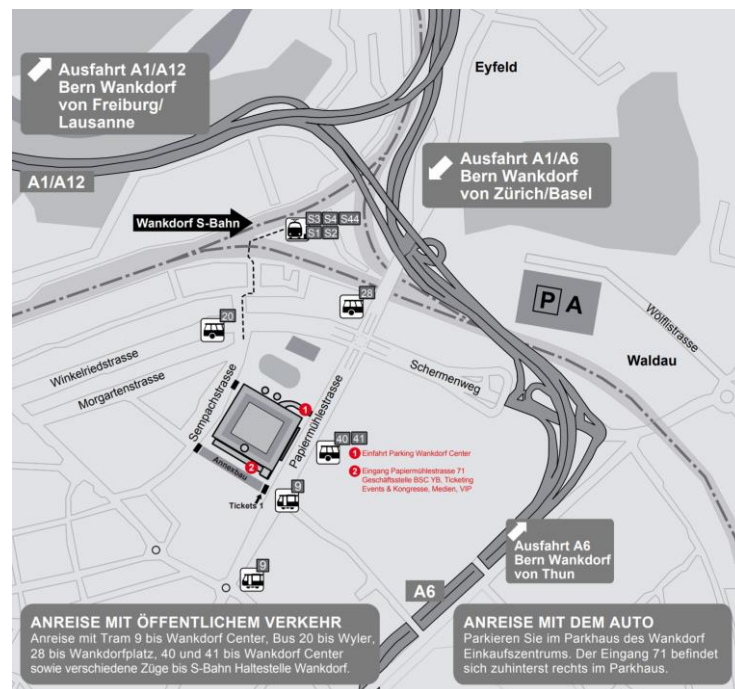 Ausfahrt A1/A12
Bern Wankdorf
von Freiburg/
Lausanne
Eyfeld
A1/A12
Ausfahrt A1/A6
Bern Wankdorf
von Zürich/Basel
Wankdorf S-Bahn
S3 S4 S44
S1 S2
28
20
P A
Wölflistrasse
Waldau
Winkelriedstrasse
Morgartenstrasse
Sempachstrasse
Papiermühlestrasse
Schermenweg
1
40 41
1 Einfahrt Parking Wankdorf Center
2
Annexbau
2 Eingang Papiermühlestrasse 71
Geschäftsstelle BSC YB, Ticketing
Events & Kongresse, Medien, VIP
9
Tickets 1
Ausfahrt A6
Bern Wankdorf
von Thun
9
A6
ANREISE MIT ÖFFENTLICHEM VERKEHR
Anreise mit Tram 9 bis Wankdorf Center, Bus 20 bis Wyler,
28 bis Wankdorfplatz, 40 und 41 bis Wankdorf Center
sowie verschiedene Züge bis S-Bahn Haltestelle Wankdorf.
ANREISE MIT DEM AUTO
Parkieren Sie im Parkhaus des Wankdorf
Einkaufszentrums. Der Eingang 71 befindet
sich zuhinterst rechts im Parkhaus.